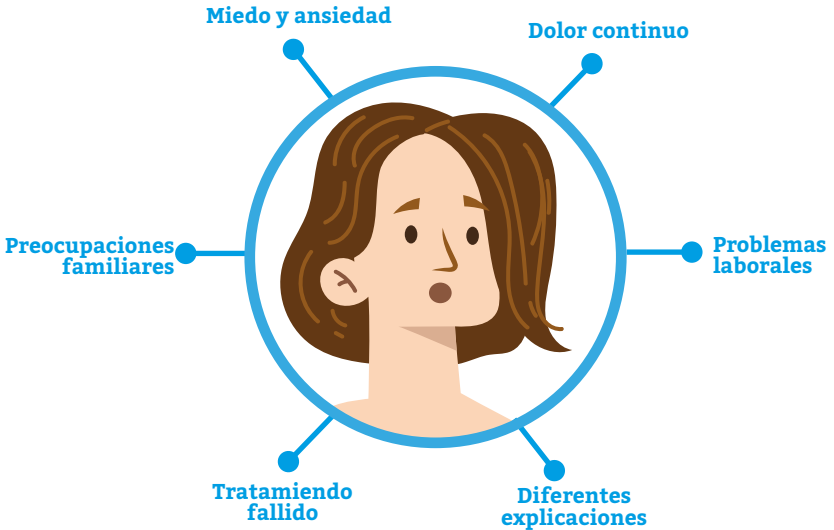 Miedo y ansiedad
Dolor continuo
Preocupaciones
familiares
Problemas
laborales
Tratamiendo
fallido
Diferentes
explicaciones